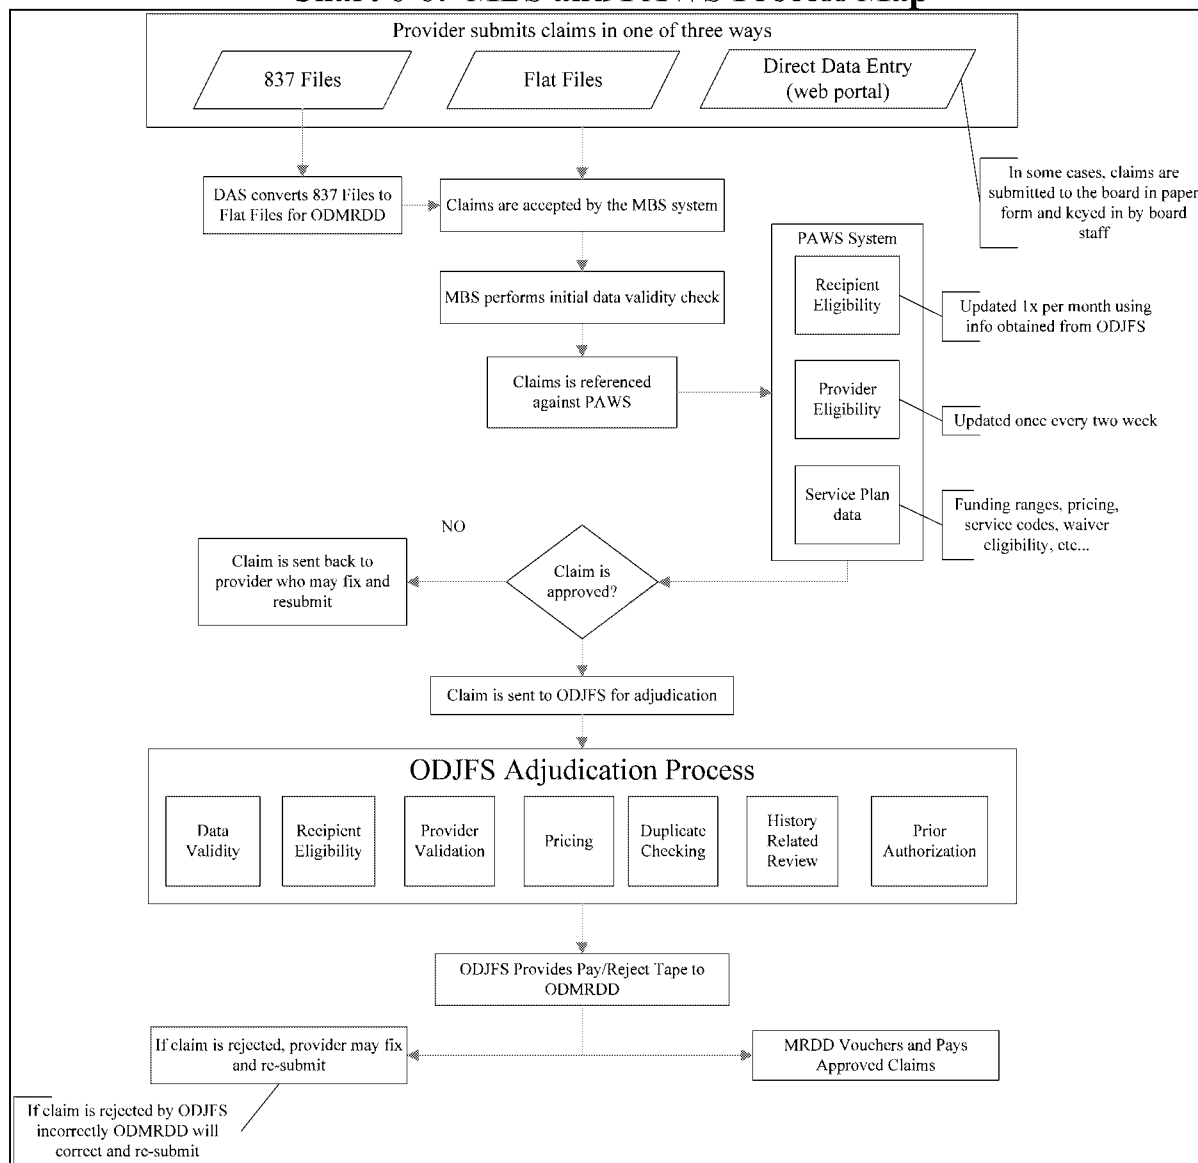 Provider submits claims in one of three ways
837 Files
Flat Files
Direct Data Entry
(web portal)
DAS converts 837 Files to
Flat Files for ODMRDD
Claims are accepted by the MBS system
In some cases, claims are
submitted to the board in paper
form and keyed in by board
staff
PAWS System
MBS performs initial data validity check
Recipient
Eligibility
Updated 1x per month using
info obtained from ODJFS
Claims is referenced
against PAWS
Provider
Eligibility
Updated once every two week
Service Plan
data
Funding ranges, pricing,
service codes, waiver
eligibility, etc...
NO
Claim is sent back to
provider who may fix and
resubmit
Claim is
approved?
Claim is sent to ODJFS for adjudication
ODJFS Adjudication Process
Data
Validity
Recipient
Eligibility
Provider
Validation
Pricing
Duplicate
Checking
History
Related
Review
Prior
Authorization
ODJFS Provides Pay/Reject Tape to
ODMRDD
If claim is rejected, provider may fix
and re-submit
MRDD Vouchers and Pays
Approved Claims
If claim is rejected by ODJFS
incorrectly ODMRDD will
correct and re-submit